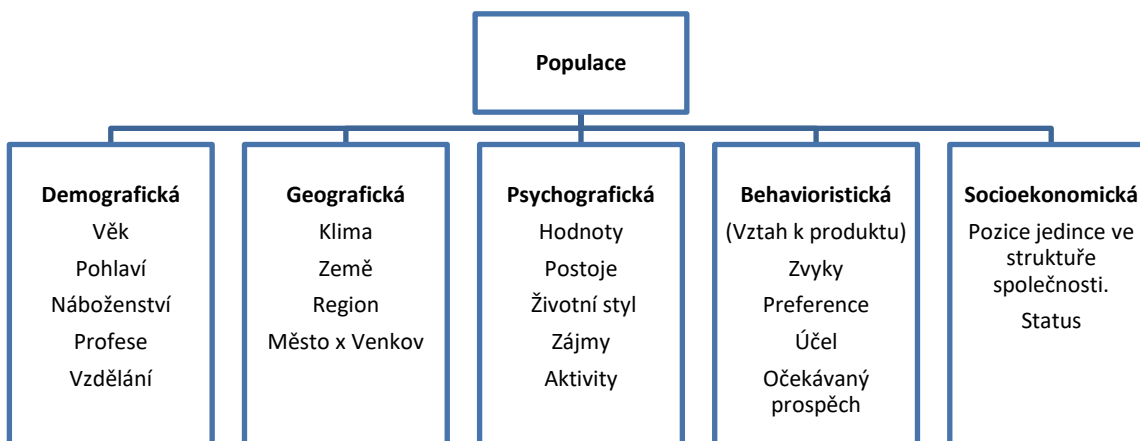 Populace
Demografická
Věk
Pohlaví
Náboženství
Profese
Vzdělání
Geografická
Klima
Země
Region
Město x Venkov
Psychografická
Hodnoty
Postoje
Životní styl
Zájmy
Aktivity
Behavioristická
(Vztah k produktu)
Zvyky
Preference
Účel
Očekávaný
prospěch
Socioekonomická
Pozice jedince ve
struktuře
společnosti.
Status